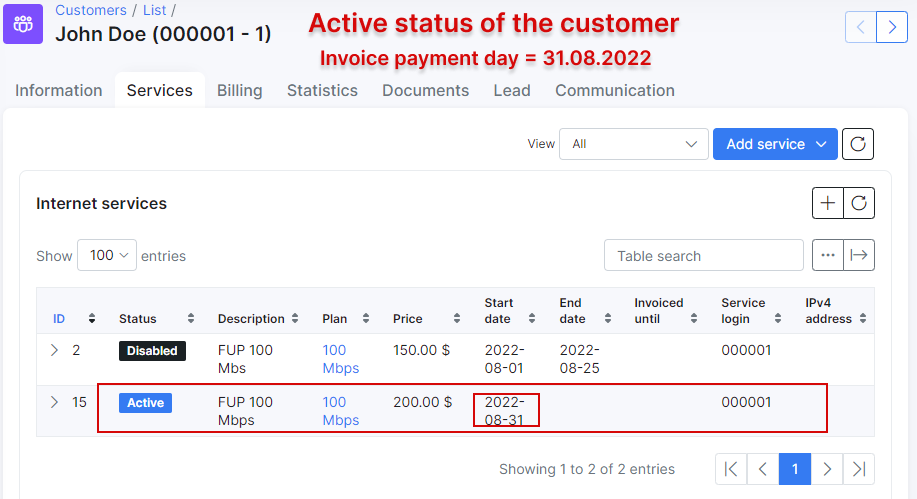 Customers / List /
John Doe (000001 - 1)
Active status of the customer
Invoice payment day = 31.08.2022
Information Services Billing Statistics Documents Lead Communication
View All Add service
Internet services
Show 100 entries
Table search
ID Status Description Plan Price Start date End date Invoiced until Service login IPv4 address
2 Disabled FUP 100 Mbs 100 Mbps 150.00 $ 2022-08-01 2022-08-25 000001
15 Active FUP 100 Mbps 100 Mbps 200.00 $ 2022-08-31 000001
Showing 1 to 2 of 2 entries
1